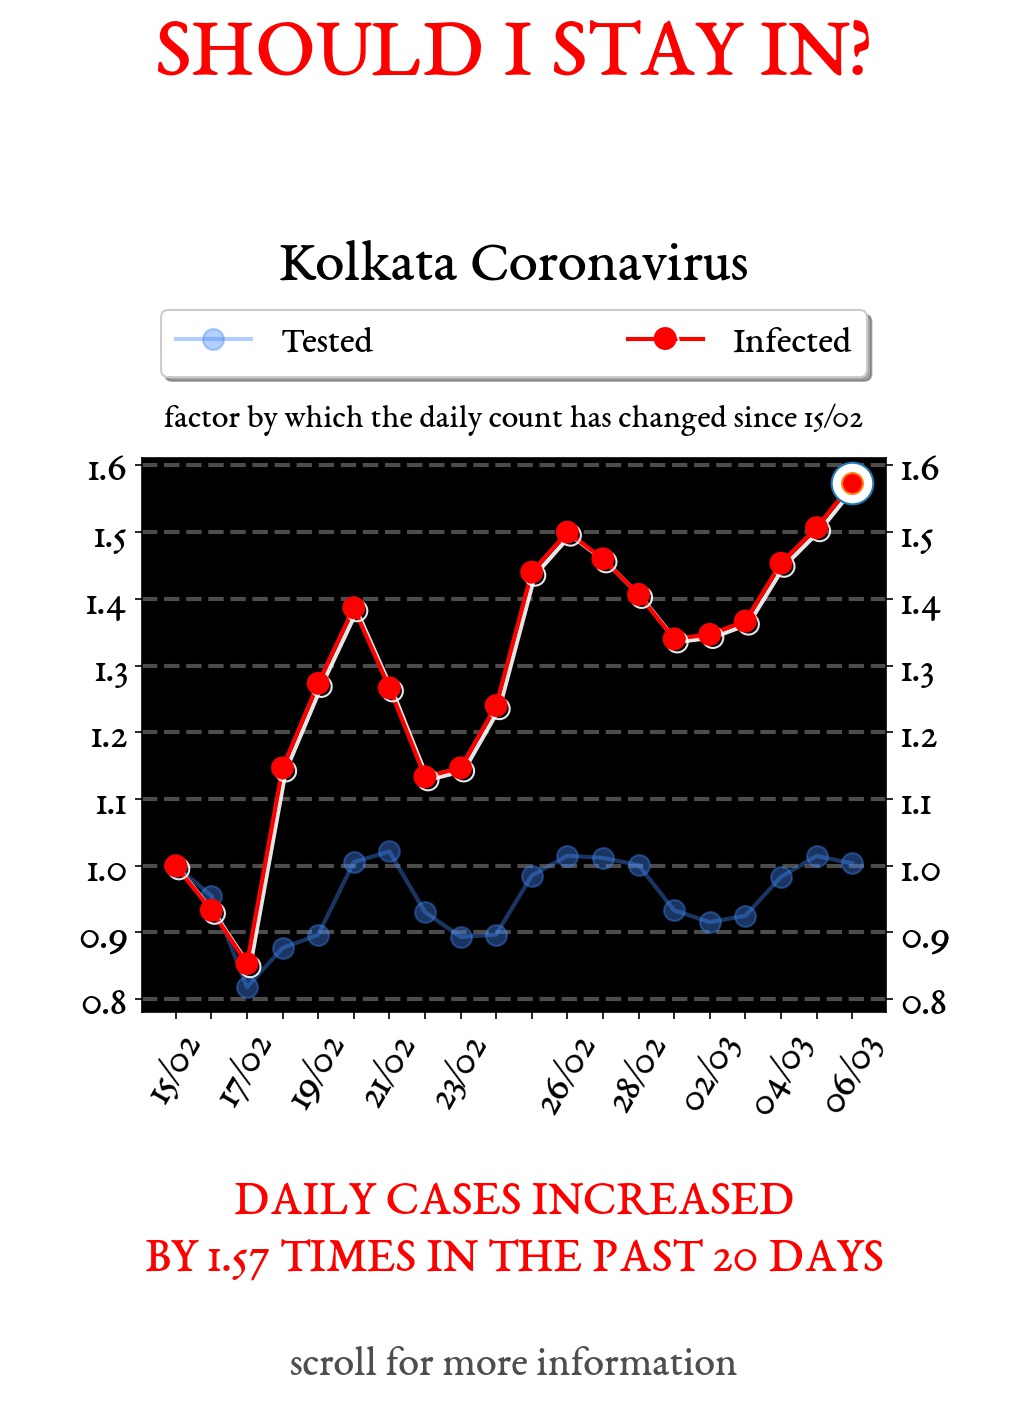 SHOULD I STAY IN?
Kolkata Coronavirus
Tested Infected
factor by which the daily count has changed since 15/02
1.6 1.6
1.5 1.5
1.4 1.4
1.3 1.3
1.2 1.2
1.1 1.1
1.0 1.0
0.9 0.9
0.8 0.8
15/02 17/02 19/02 21/02 23/02 26/02 28/02 02/03 04/03 06/03
DAILY CASES INCREASED
BY 1.57 TIMES IN THE PAST 20 DAYS
scroll for more information